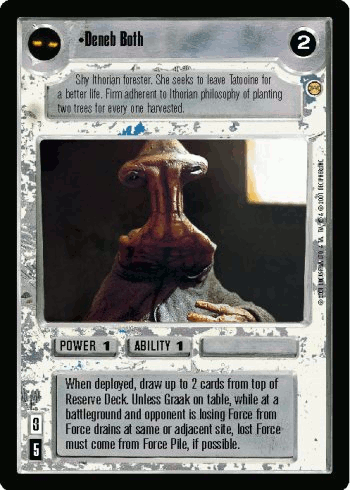 •Deneb Both
2
Shy Ithorian forester. She seeks to leave Tatooine for
a better life. Firm adherent to Ithorian philosophy of planting
two trees for every one harvested.
POWER 1 ABILITY 1
When deployed, draw up to 2 cards from top of
Reserve Deck. Unless Graak on table, while at a
battleground and opponent is losing Force from
Force drains at same or adjacent site, lost Force
must come from Force Pile, if possible.
3
5